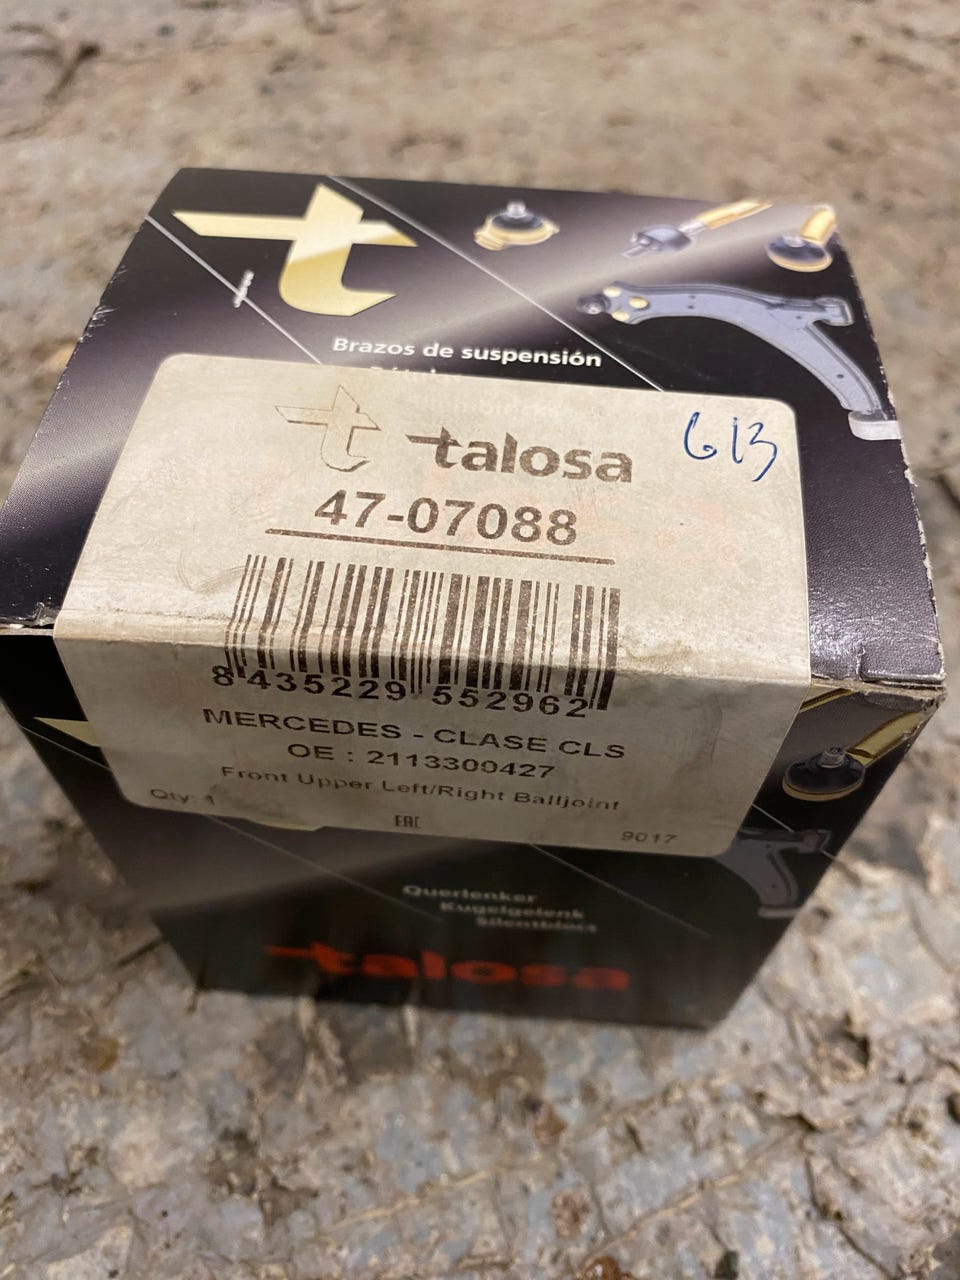 t
Brazos de suspensión
talosa
613
47-07088
8 435229 552962
MERCEDES - CLASE CLS
OE : 2113300427
Front Upper Left/Right Balljoint
Qty: 1
EAC
9017
Querlenker
Kugelgelenk
Silentblocs
talosa